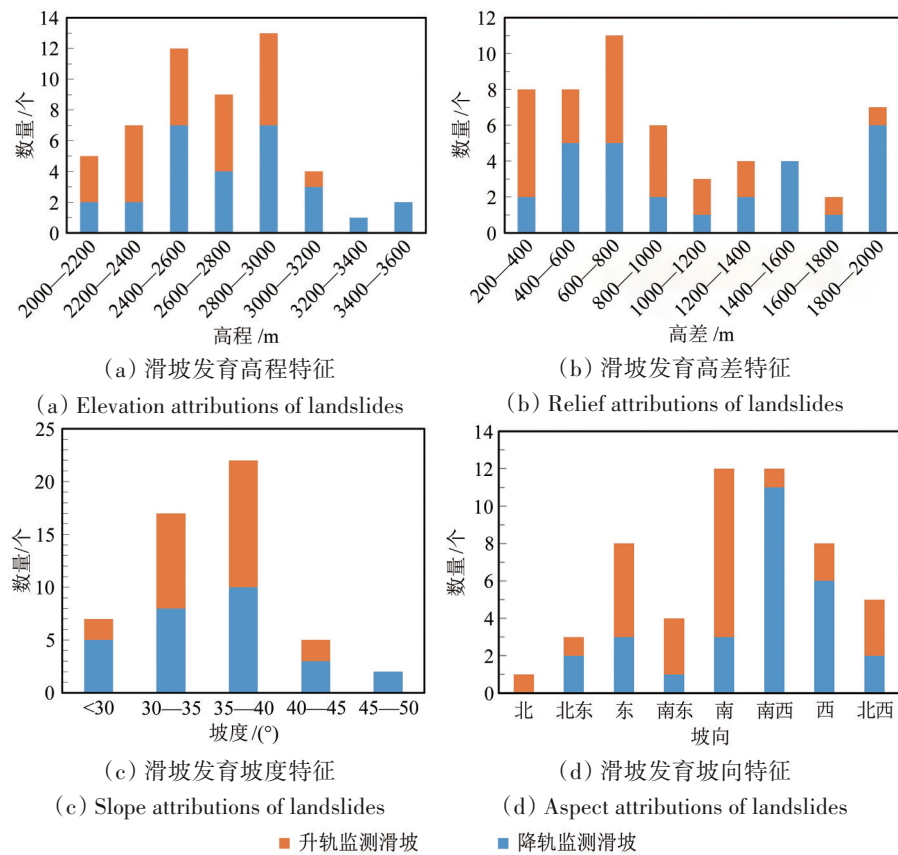 14
12
10
8
6
4
2
0
数量/个
2000—2200
2200—2400
2400—2600
2600—2800
2800—3000
3000—3200
3200—3400
3400—3600
高程/m
(a) 滑坡发育高程特征
(a) Elevation attributions of landslides
12
10
8
6
4
2
0
数量/个
200—400
400—600
600—800
800—1000
1000—1200
1200—1400
1400—1600
1600—1800
1800—2000
高差/m
(b) 滑坡发育高差特征
(b) Relief attributions of landslides
25
20
15
10
5
0
数量/个
<30 30—35 35—40 40—45 45—50
坡度/(°)
(c) 滑坡发育坡度特征
(c) Slope attributions of landslides
14
12
10
8
6
4
2
0
数量/个
北 北东 东 南东 南 南西 西 北西
坡向
(d) 滑坡发育坡向特征
(d) Aspect attributions of landslides
升轨监测滑坡 降轨监测滑坡